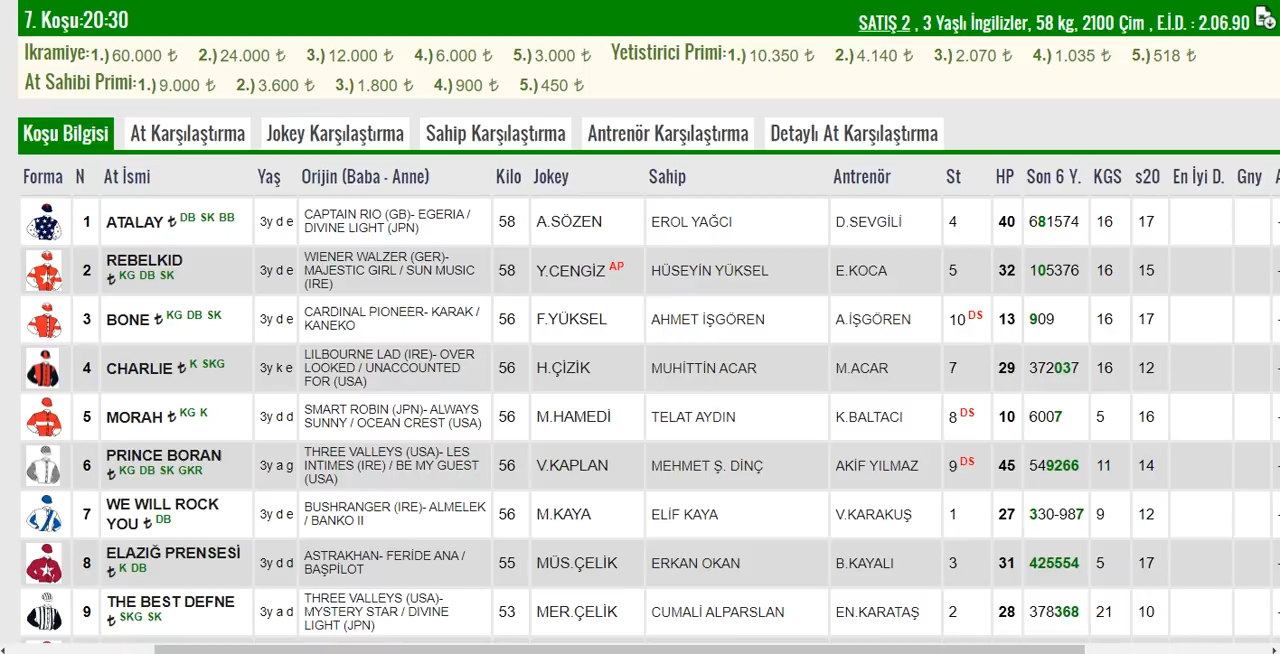 7. Koşu:20:30
SATIŞ 2 , 3 Yaşlı İngilizler, 58 kg, 2100 Çim , E.İ.D. : 2.06.90
Ikramiye:1.) 60.000 ₺ 2.) 24.000 ₺ 3.) 12.000 ₺ 4.) 6.000 ₺ 5.) 3.000 ₺ Yetistirici Primi:1.) 10.350 ₺ 2.) 4.140 ₺ 3.) 2.070 ₺ 4.) 1.035 ₺ 5.) 518 ₺
At Sahibi Primi:1.) 9.000 ₺ 2.) 3.600 ₺ 3.) 1.800 ₺ 4.) 900 ₺ 5.) 450 ₺
Koşu Bilgisi At Karşılaştırma Jokey Karşılaştırma Sahip Karşılaştırma Antrenör Karşılaştırma Detaylı At Karşılaştırma
Forma N At İsmi Yaş Orijin (Baba - Anne) Kilo Jokey Sahip Antrenör St HP Son 6 Y. KGS s20 En İyi D. Gny
1 ATALAY ₺ DB SK BB 3y d e CAPTAIN RIO (GB)- EGERIA / DIVINE LIGHT (JPN) 58 A.SÖZEN EROL YAĞCI D.SEVGİLİ 4 40 681574 16 17
2 REBELKID ₺ KG DB SK 3y d e WIENER WALZER (GER)- MAJESTIC GIRL / SUN MUSIC (IRE) 58 Y.CENGİZ AP HÜSEYİN YÜKSEL E.KOCA 5 32 105376 16 15
3 BONE ₺ KG DB SK 3y d e CARDINAL PIONEER- KARAK / KANEKO 56 F.YÜKSEL AHMET İŞGÖREN A.İŞGÖREN 10 DS 13 909 16 17
4 CHARLIE ₺ K SKG 3y k e LILBOURNE LAD (IRE)- OVER LOOKED / UNACCOUNTED FOR (USA) 56 H.ÇİZİK MUHİTTİN ACAR M.ACAR 7 29 372037 16 12
5 MORAH ₺ KG K 3y d d SMART ROBIN (JPN)- ALWAYS SUNNY / OCEAN CREST (USA) 56 M.HAMEDİ TELAT AYDIN K.BALTACI 8 DS 10 6007 5 16
6 PRINCE BORAN ₺ KG DB SK GKR 3y a g THREE VALLEYS (USA)- LES INTIMES (IRE) / BE MY GUEST (USA) 56 V.KAPLAN MEHMET Ş. DİNÇ AKİF YILMAZ 9 DS 45 549266 11 14
7 WE WILL ROCK YOU ₺ DB 3y d e BUSHRANGER (IRE)- ALMELEK / BANKO II 56 M.KAYA ELİF KAYA V.KARAKUŞ 1 27 330-987 9 12
8 ELAZIĞ PRENSESİ ₺ K DB 3y d d ASTRAKHAN- FERİDE ANA / BAŞPİLOT 55 MÜS.ÇELİK ERKAN OKAN B.KAYALI 3 31 425554 5 17
9 THE BEST DEFNE ₺ SKG SK 3y a d THREE VALLEYS (USA)- MYSTERY STAR / DIVINE LIGHT (JPN) 53 MER.ÇELİK CUMALİ ALPARSLAN EN.KARATAŞ 2 28 378368 21 10